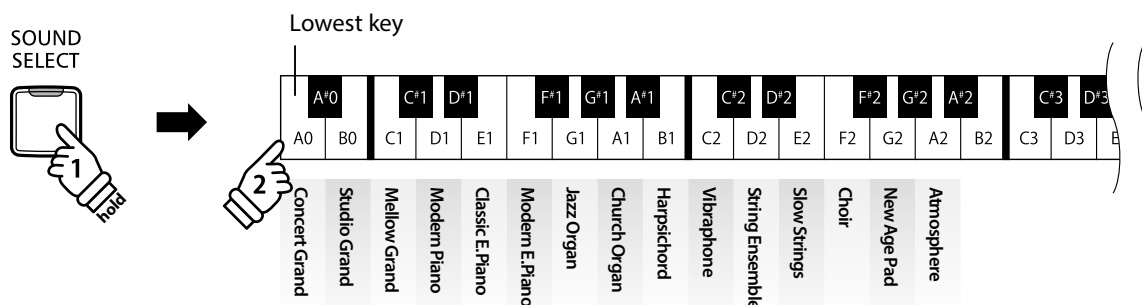 Lowest key
SOUND
SELECT
A#0 C#1 D#1 F#1 G#1 A#1 C#2 D#2 F#2 G#2 A#2 C#3 D#3
A0 B0 C1 D1 E1 F1 G1 A1 B1 C2 D2 E2 F2 G2 A2 B2 C3 D3 E
1
hold
2
Concert Grand
Studio Grand
Mellow Grand
Modern Piano
Classic E.Piano
Modern E.Piano
Jazz Organ
Church Organ
Harpsichord
Vibraphone
String Ensemble
Slow Strings
Choir
New Age Pad
Atmosphere